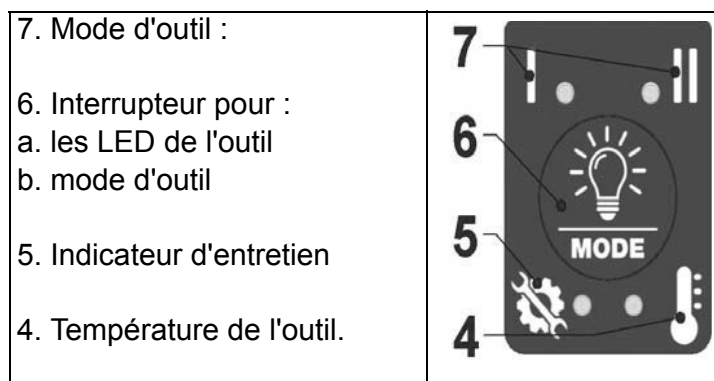 7. Mode d'outil :
6. Interrupteur pour :
a. les LED de l'outil
b. mode d'outil
5. Indicateur d'entretien
4. Température de l'outil.
7
I II
6
MODE
5
4